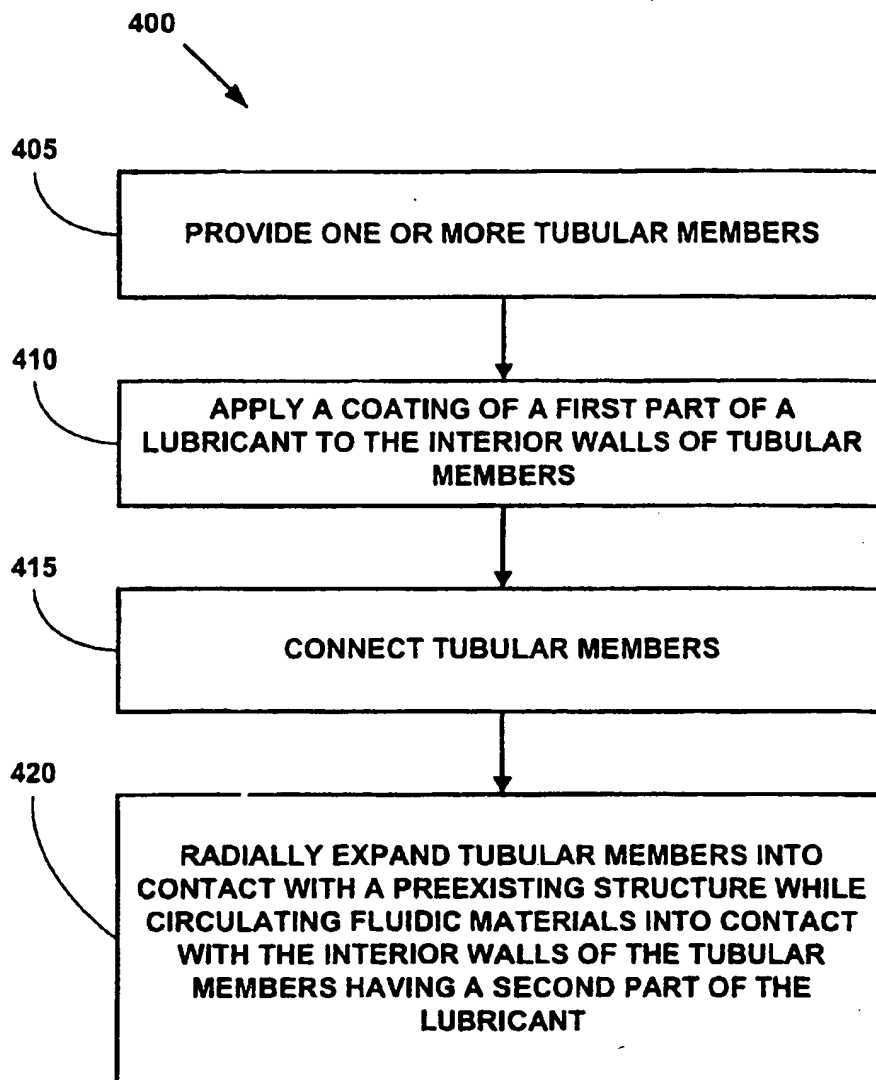 400
405
PROVIDE ONE OR MORE TUBULAR MEMBERS
410
APPLY A COATING OF A FIRST PART OF A
LUBRICANT TO THE INTERIOR WALLS OF TUBULAR
MEMBERS
415
CONNECT TUBULAR MEMBERS
420
RADIALLY EXPAND TUBULAR MEMBERS INTO
CONTACT WITH A PREEXISTING STRUCTURE WHILE
CIRCULATING FLUIDIC MATERIALS INTO CONTACT
WITH THE INTERIOR WALLS OF THE TUBULAR
MEMBERS HAVING A SECOND PART OF THE
LUBRICANT